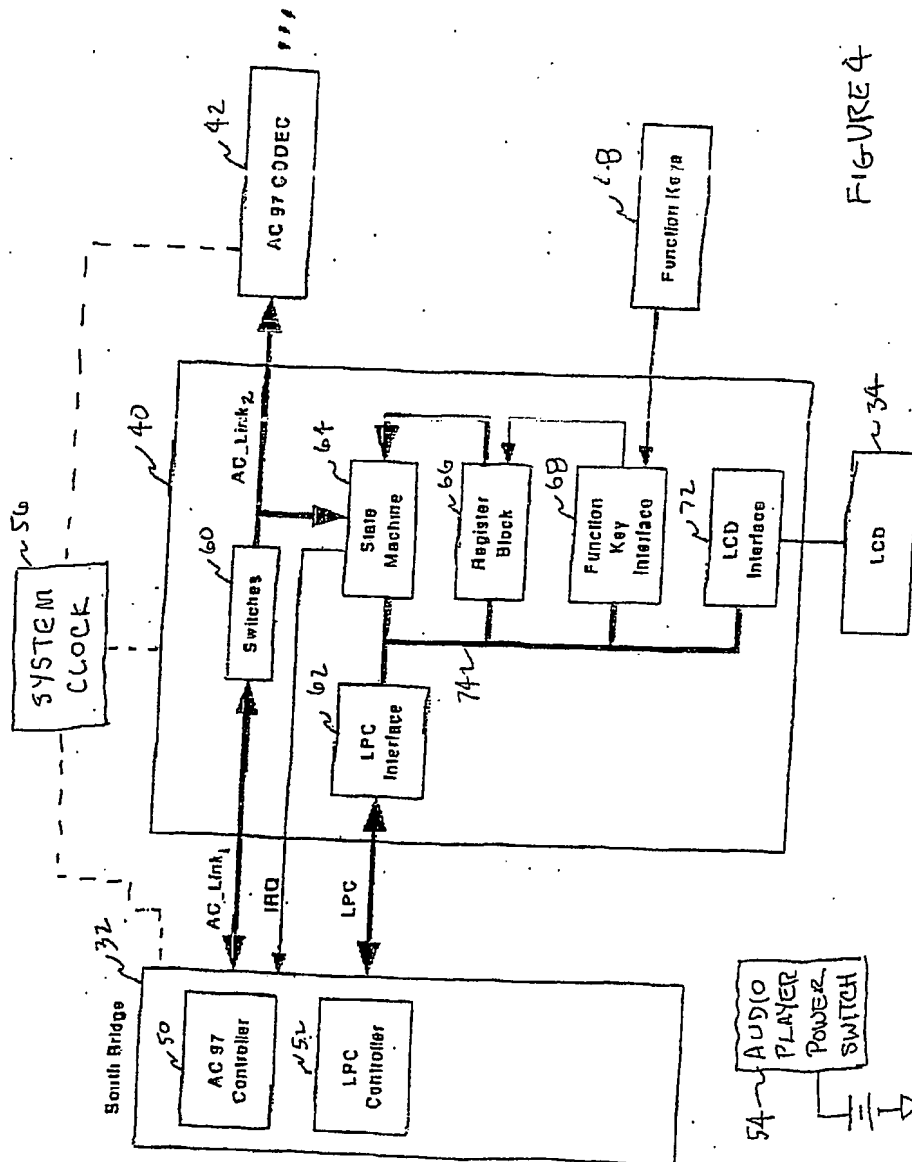 SYSTEM
CLOCK
56
South Bridge
32
50
AC 97
Controller
52
LPC
Controller
AC_Link1
IRQ
LPC
40
60
Switches
AC_Link2
42
AC 97 CODEC
62
LPC
Interface
64
State
Machine
66
Register
Block
68
Function
Key
Interface
72
LCD
Interface
74
Function Keys
34
LCD
54
AUDIO
PLAYER
POWER
SWITCH
FIGURE 4